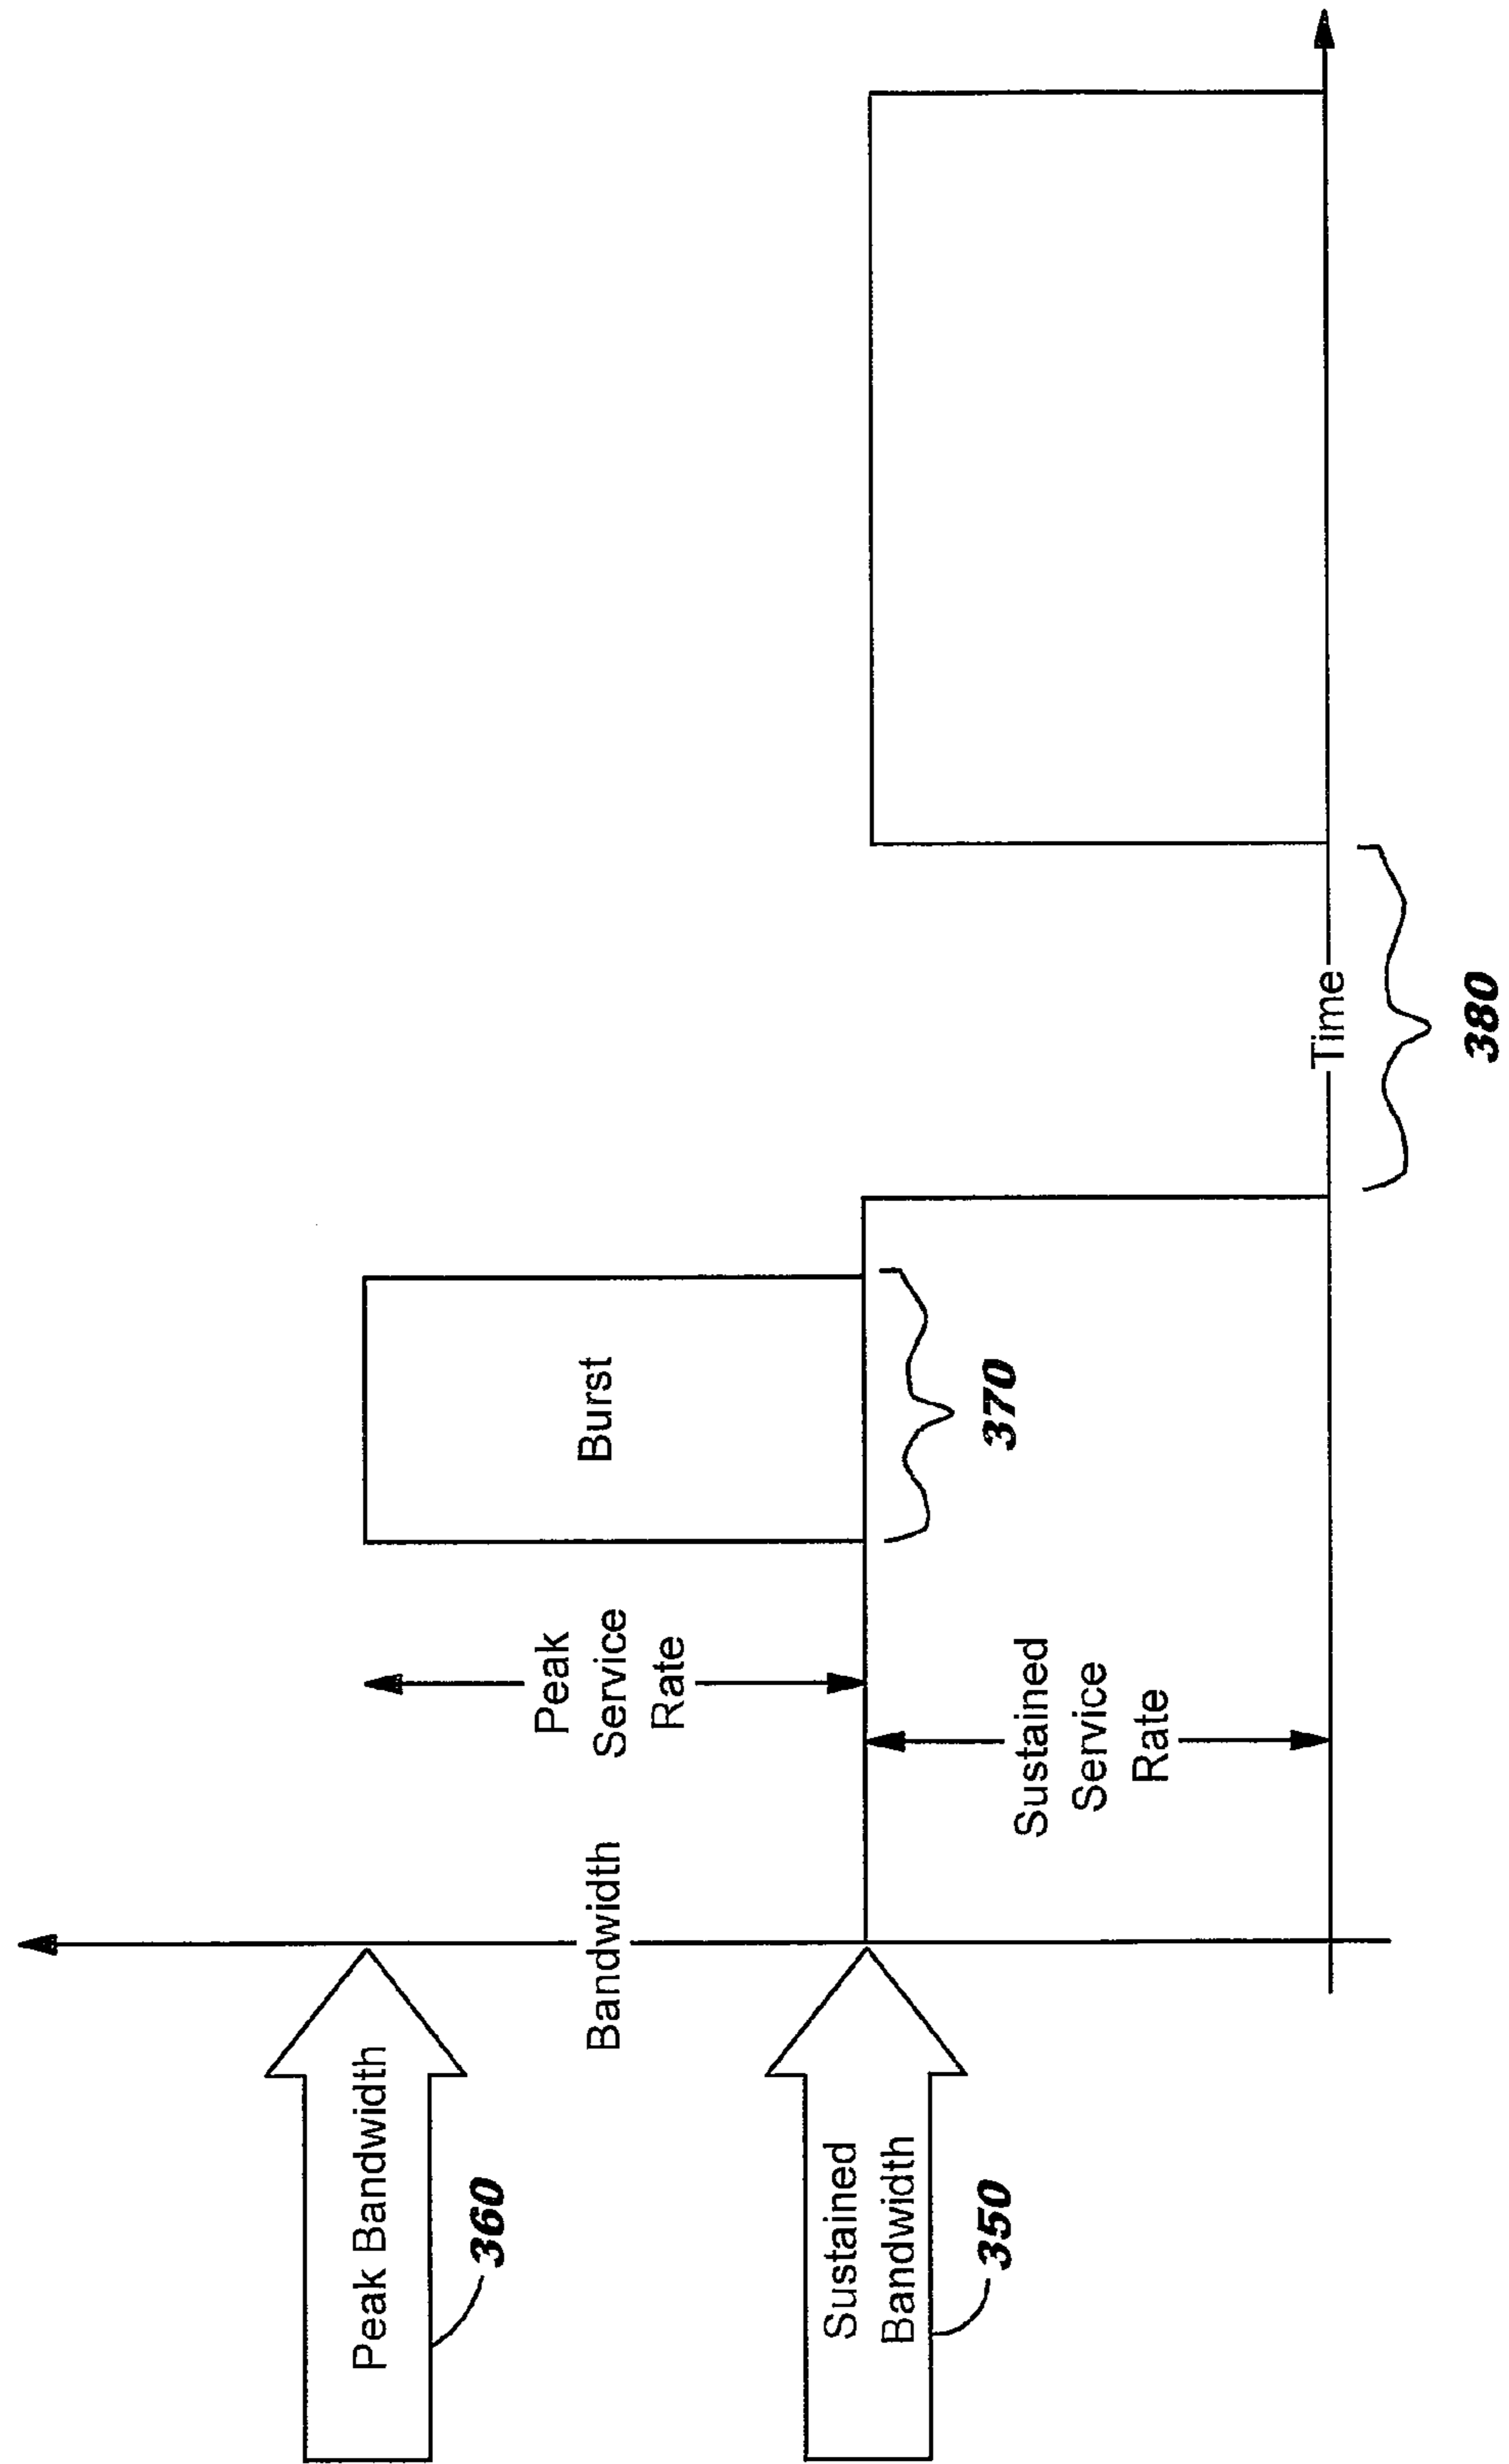 Peak Bandwidth
360
Bandwidth
Peak
Service
Rate
Burst
Sustained
Bandwidth
350
370
Sustained
Service
Rate
Time
380